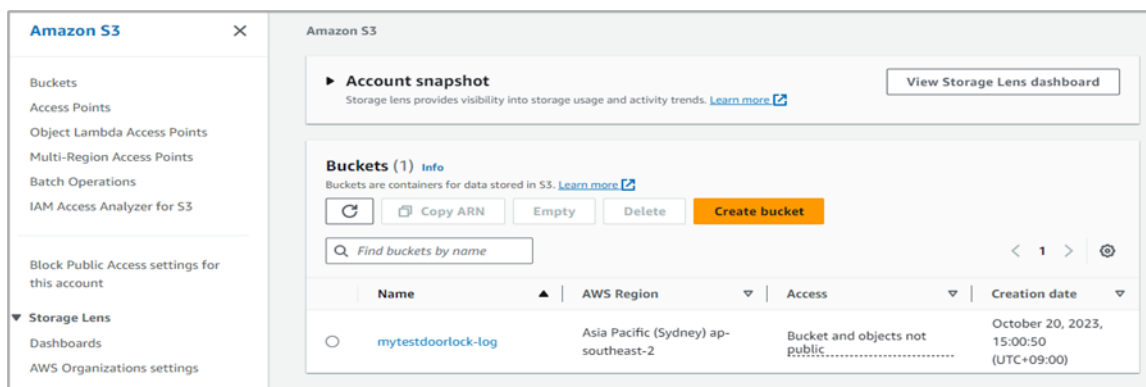 Amazon S3
Buckets
Access Points
Object Lambda Access Points
Multi-Region Access Points
Batch Operations
IAM Access Analyzer for S3
Block Public Access settings for
this account
Storage Lens
Dashboards
AWS Organizations settings
Amazon S3
Account snapshot
Storage lens provides visibility into storage usage and activity trends. Learn more
View Storage Lens dashboard
Buckets (1) Info
Buckets are containers for data stored in S3. Learn more
Copy ARN Empty Delete Create bucket
Find buckets by name
1
Name AWS Region Access Creation date
mytestdoorlock-log
Asia Pacific (Sydney) ap-
southeast-2
Bucket and objects not
public
October 20, 2023,
15:00:50
(UTC+09:00)